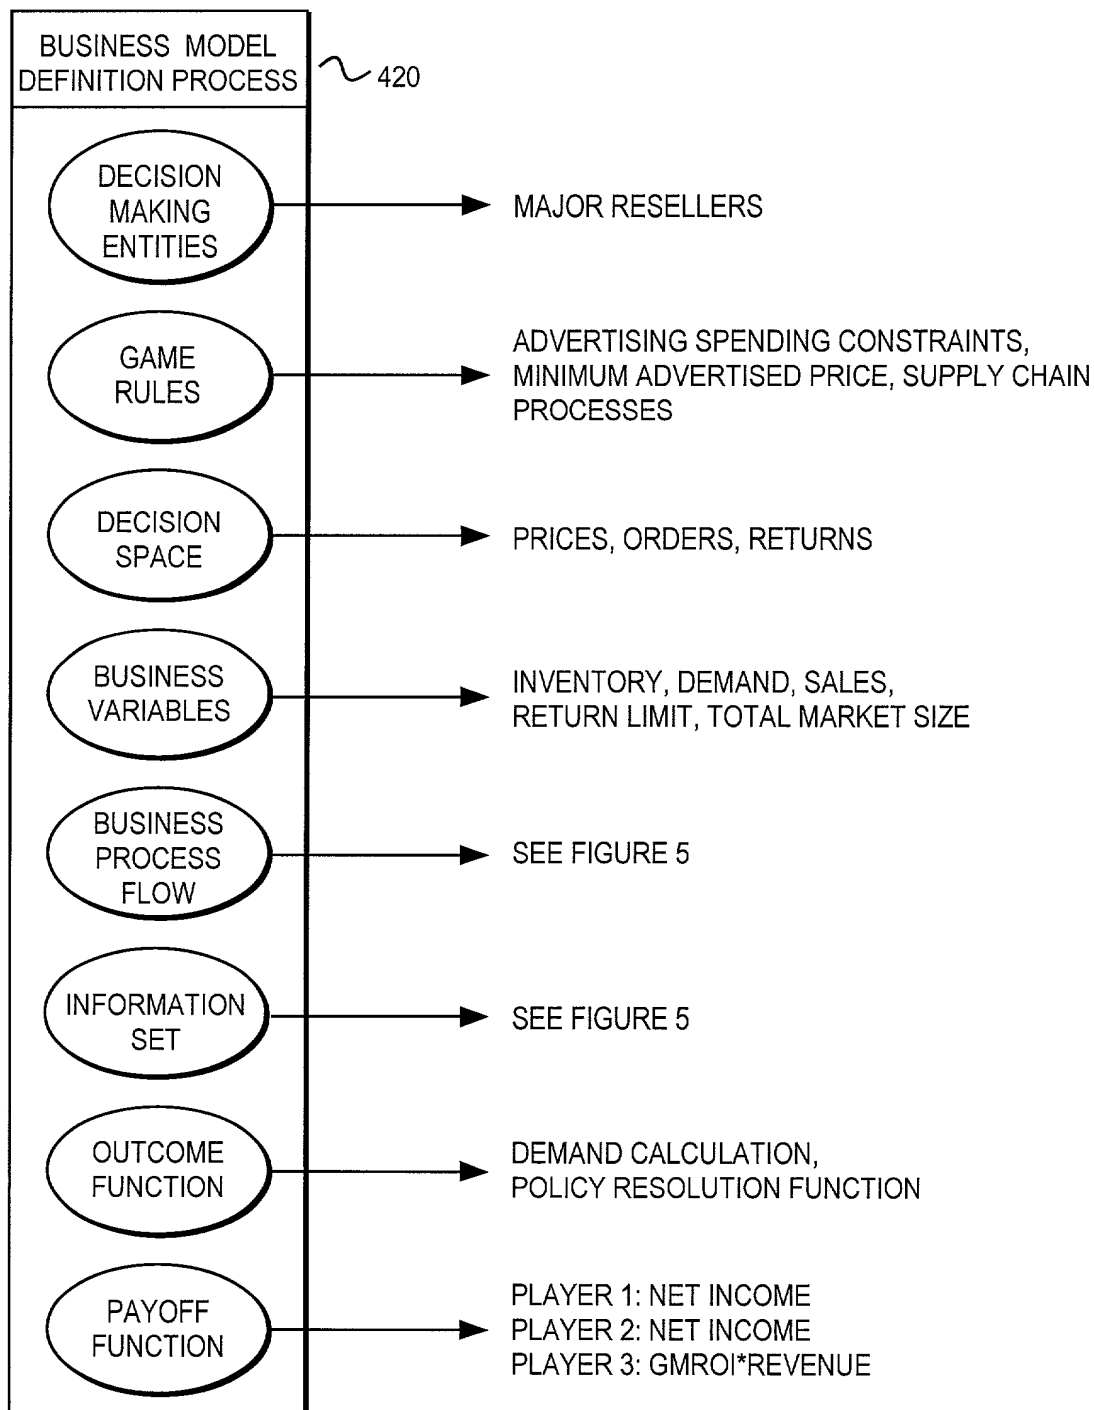 BUSINESS MODEL
DEFINITION PROCESS
420
DECISION
MAKING
ENTITIES
MAJOR RESELLERS
GAME
RULES
ADVERTISING SPENDING CONSTRAINTS,
MINIMUM ADVERTISED PRICE, SUPPLY CHAIN
PROCESSES
DECISION
SPACE
PRICES, ORDERS, RETURNS
BUSINESS
VARIABLES
INVENTORY, DEMAND, SALES,
RETURN LIMIT, TOTAL MARKET SIZE
BUSINESS
PROCESS
FLOW
SEE FIGURE 5
INFORMATION
SET
SEE FIGURE 5
OUTCOME
FUNCTION
DEMAND CALCULATION,
POLICY RESOLUTION FUNCTION
PAYOFF
FUNCTION
PLAYER 1: NET INCOME
PLAYER 2: NET INCOME
PLAYER 3: GMROI*REVENUE